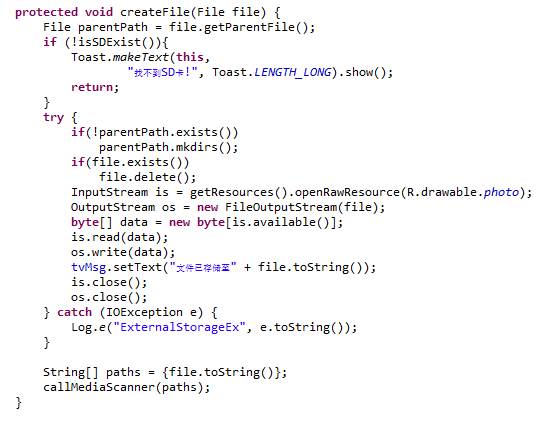 protected void createFile(File file) {
    File parentPath = file.getParentFile();
    if (!isSDExist()){
        Toast.makeText(this,
                "找不到SD卡!", Toast.LENGTH_LONG).show();
        return;
    }
    try {
        if(!parentPath.exists())
            parentPath.mkdirs();
        if(file.exists())
            file.delete();
        InputStream is = getResources().openRawResource(R.drawable.photo);
        OutputStream os = new FileOutputStream(file);
        byte[] data = new byte[is.available()];
        is.read(data);
        os.write(data);
        tvMsg.setText("文件已存储至" + file.toString());
        is.close();
        os.close();
    } catch (IOException e) {
        Log.e("ExternalStorageEx", e.toString());
    }

    String[] paths = {file.toString()};
    callMediaScanner(paths);
}